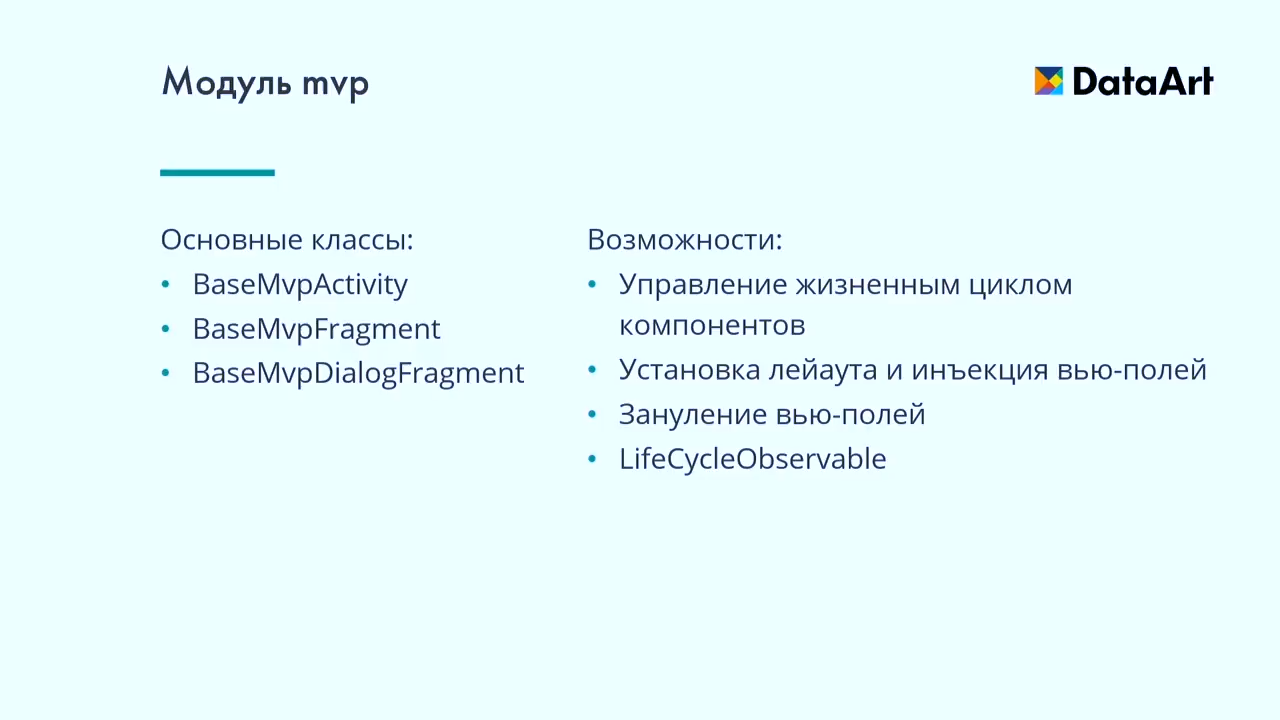 Модуль mvp
DataArt
Основные классы:
• BaseMvpActivity
• BaseMvpFragment
• BaseMvpDialogFragment
Возможности:
• Управление жизненным циклом
компонентов
• Установка лейаута и инъекция вью-полей
• Зануление вью-полей
• LifeCycleObservable